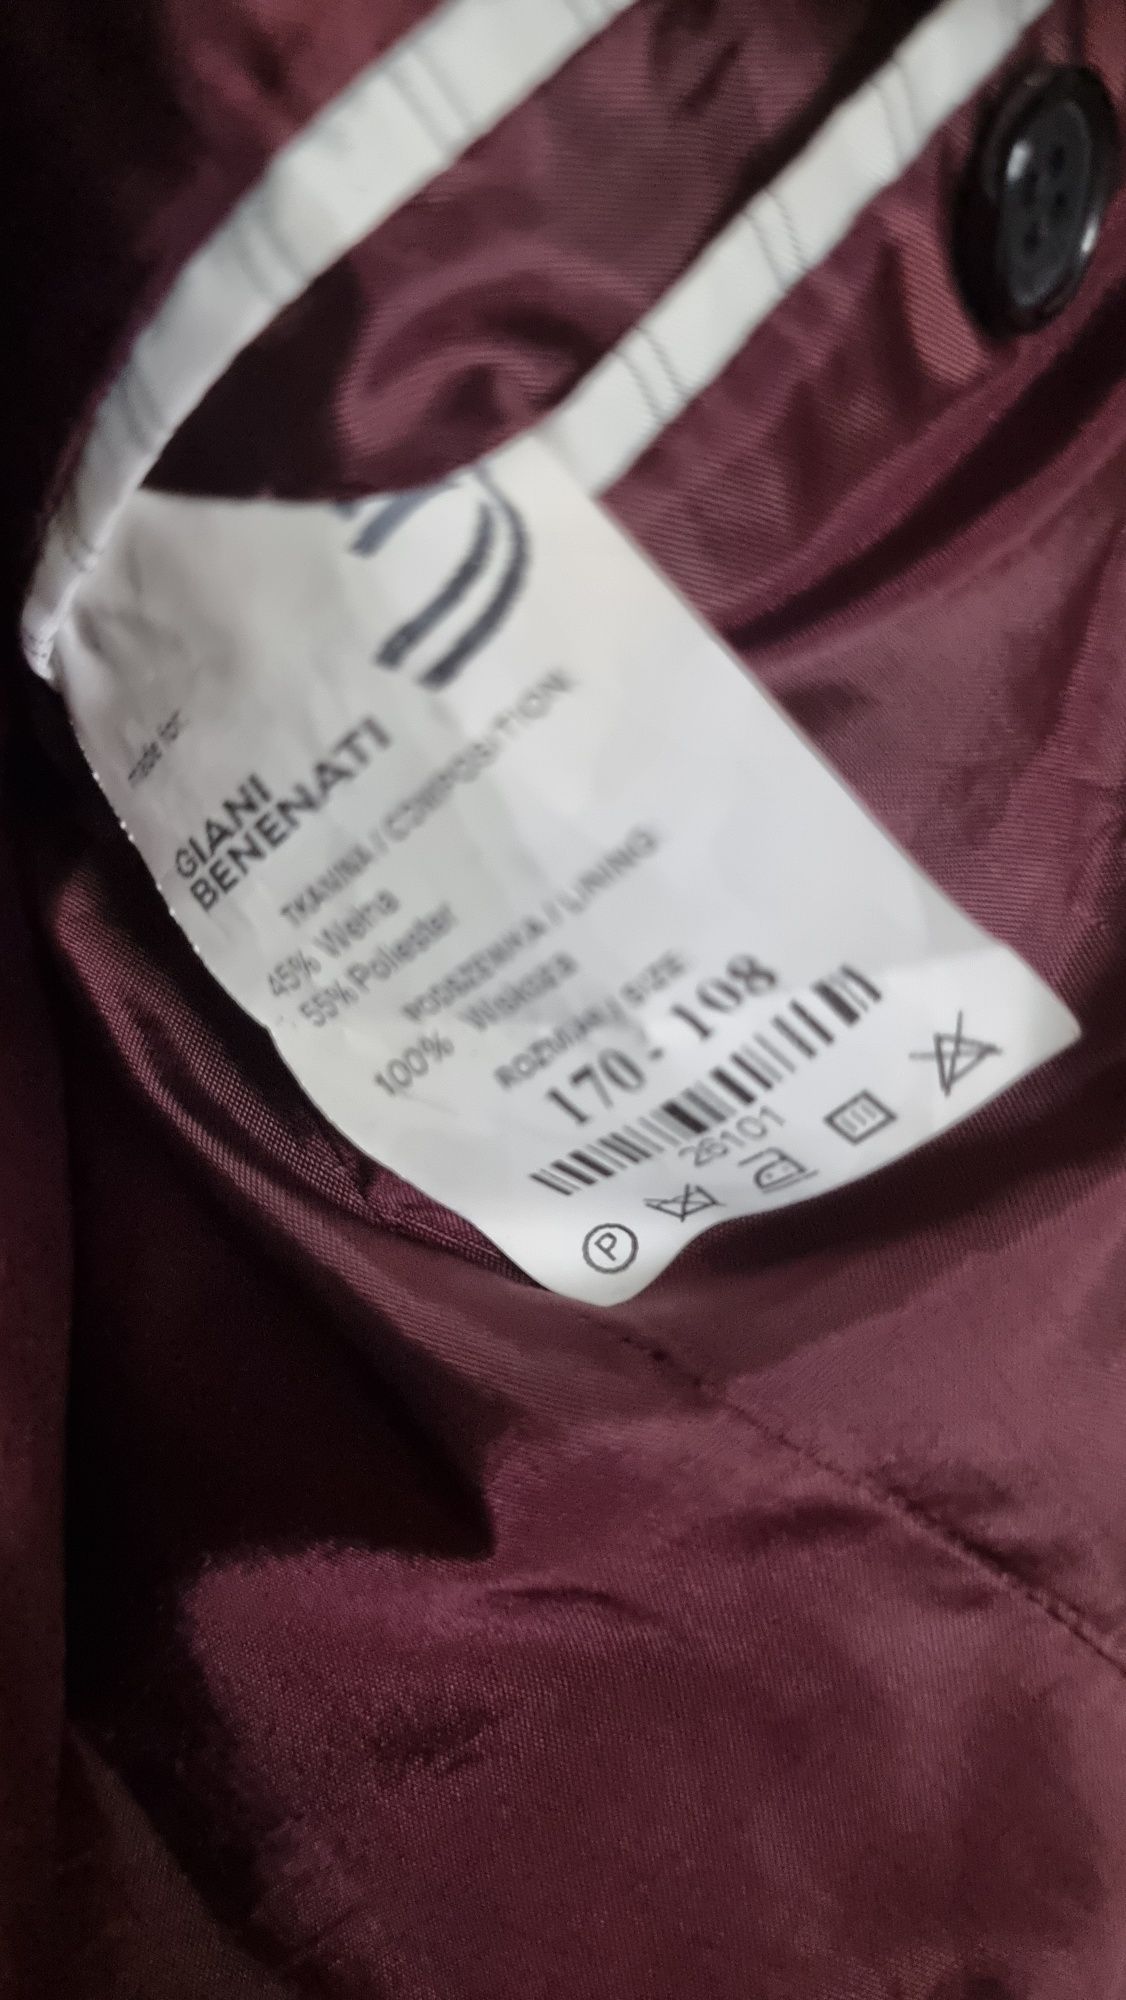 made for:
GIANI
BENENATI
TKANINA / COMPOSITION:
45% Wełna
55% Poliester
PODSZEWKA / LINING:
100% Wiskoza
ROZMIAR / SIZE:
170 - 108
26101
P